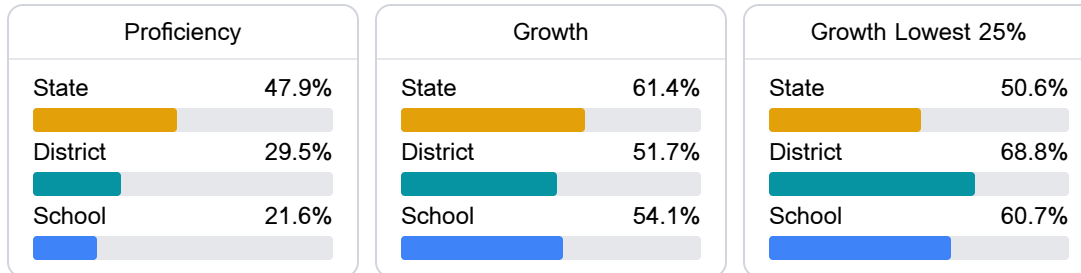 Proficiency
State 47.9%
District 29.5%
School 21.6%
Growth
State 61.4%
District 51.7%
School 54.1%
Growth Lowest 25%
State 50.6%
District 68.8%
School 60.7%